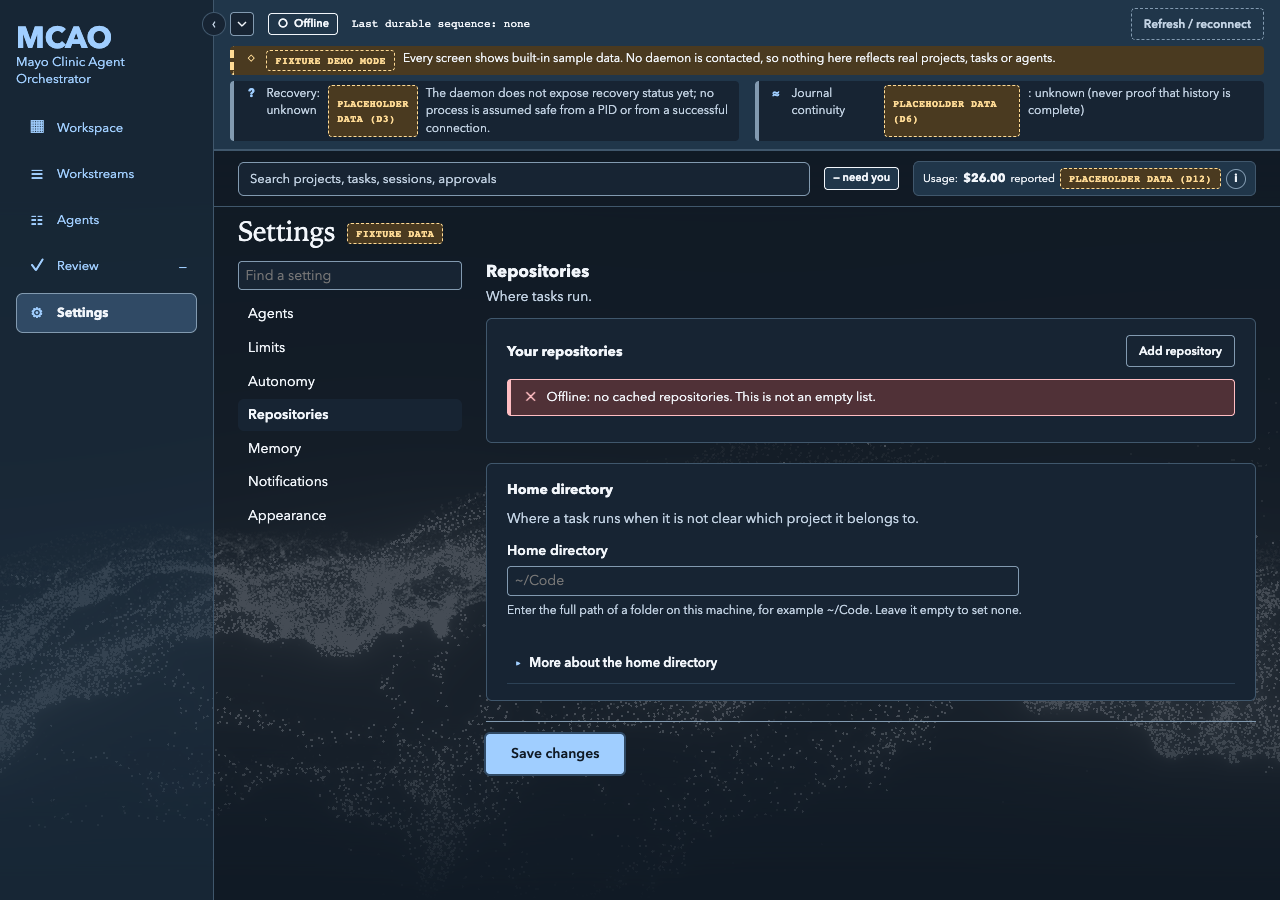 MCAO
Mayo Clinic Agent
Orchestrator
Workspace
Workstreams
Agents
Review –
Settings
Offline
Last durable sequence: none
Refresh / reconnect
FIXTURE DEMO MODE Every screen shows built-in sample data. No daemon is contacted, so nothing here reflects real projects, tasks or agents.
? Recovery:
unknown
PLACEHOLDER
DATA (D3)
The daemon does not expose recovery status yet; no
process is assumed safe from a PID or from a successful
connection.
≈ Journal
continuity
PLACEHOLDER DATA
(D6)
: unknown (never proof that history is
complete)
Search projects, tasks, sessions, approvals
– need you
Usage: $26.00 reported PLACEHOLDER DATA (D12) i
Settings FIXTURE DATA
Find a setting
Agents
Limits
Autonomy
Repositories
Memory
Notifications
Appearance
Repositories
Where tasks run.
Your repositories
Add repository
Offline: no cached repositories. This is not an empty list.
Home directory
Where a task runs when it is not clear which project it belongs to.
Home directory
~/Code
Enter the full path of a folder on this machine, for example ~/Code. Leave it empty to set none.
More about the home directory
Save changes